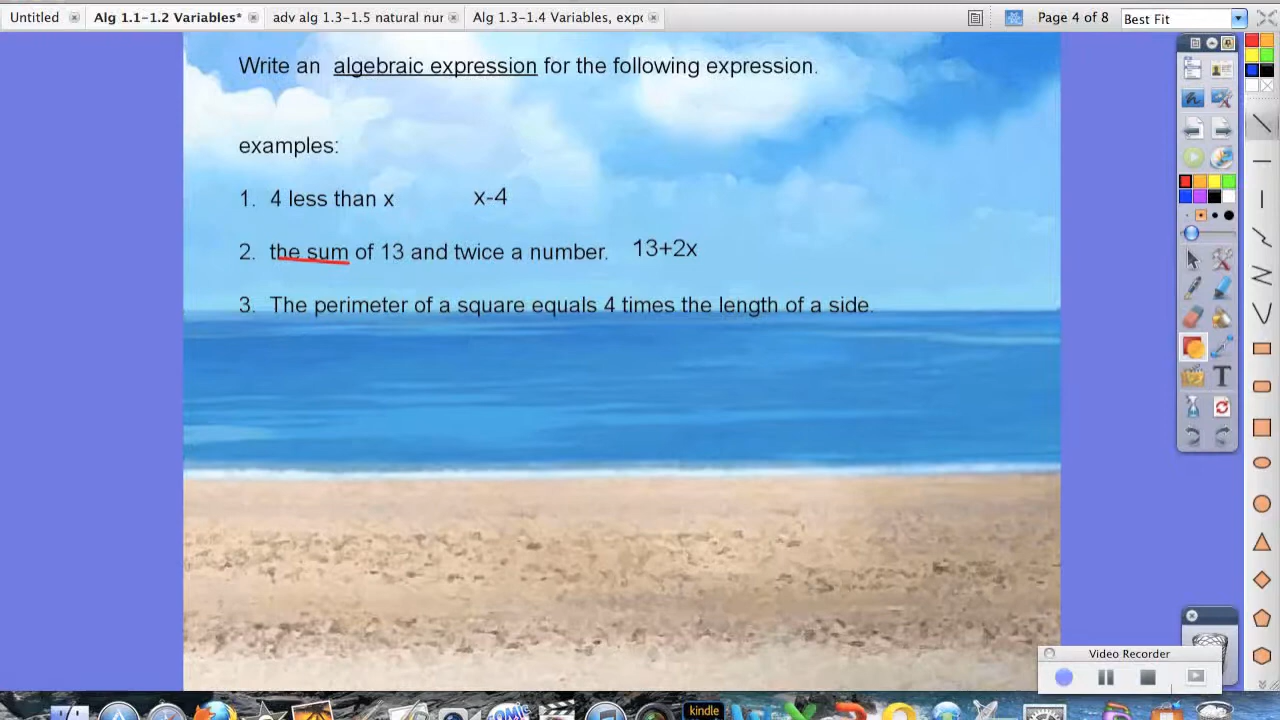 Untitled Alg 1.1-1.2 Variables* adv alg 1.3-1.5 natural nur Alg 1.3-1.4 Variables, expo Page 4 of 8 Best Fit
Write an algebraic expression for the following expression.
examples:
1. 4 less than x x-4
2. the sum of 13 and twice a number. 13+2x
3. The perimeter of a square equals 4 times the length of a side.
T
Video Recorder
COMIC
kindle